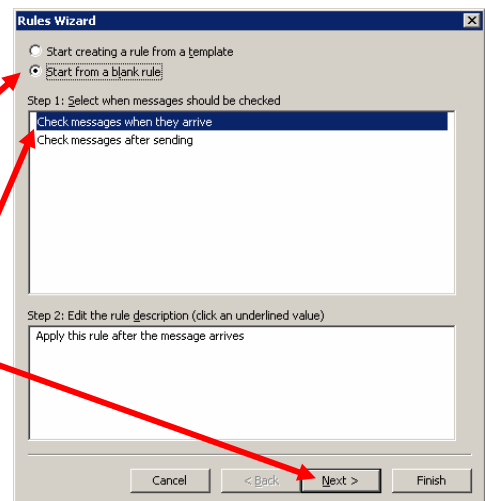 Rules Wizard
Start creating a rule from a template
Start from a blank rule
Step 1: Select when messages should be checked
Check messages when they arrive
Check messages after sending
Step 2: Edit the rule description (click an underlined value)
Apply this rule after the message arrives
Cancel < Back Next > Finish